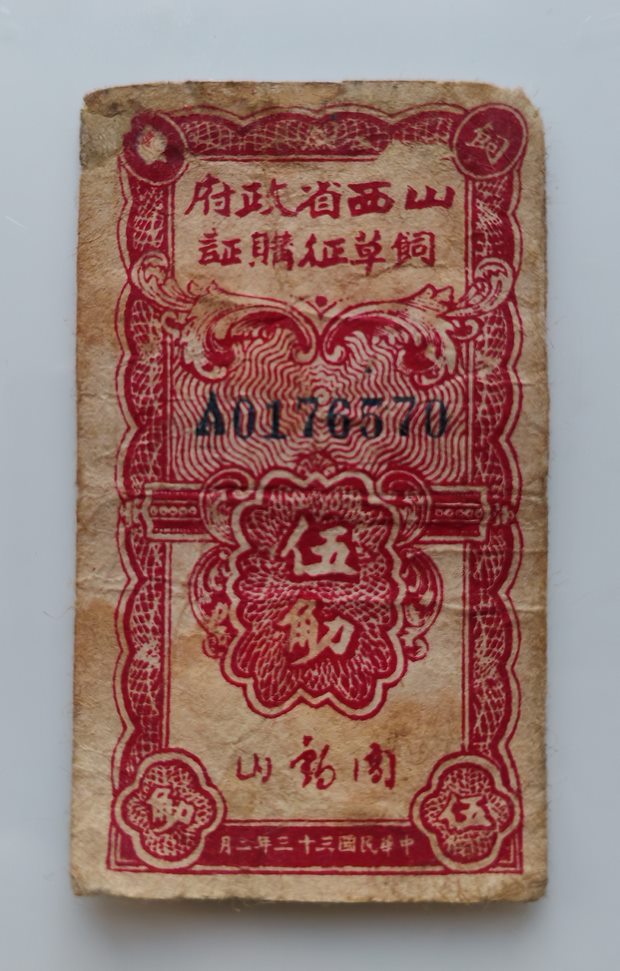 飼
山西省政府
飼草征購証
A0176570
伍
觔
閻錫山
伍
觔
中華民國三十三年二月